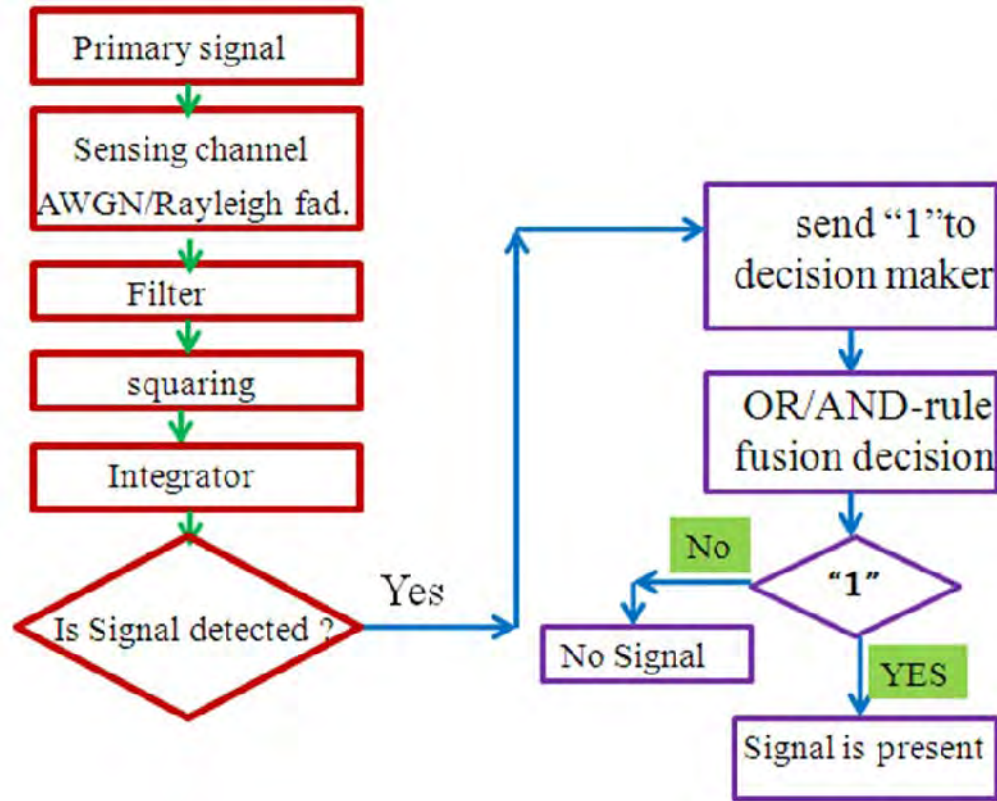 Primary signal
Sensing channel
AWGN/Rayleigh fad.
Filter
squaring
Integrator
Is Signal detected ?
Yes
send “1”to
decision maker
OR/AND-rule
fusion decision
“1”
No
No Signal
YES
Signal is present